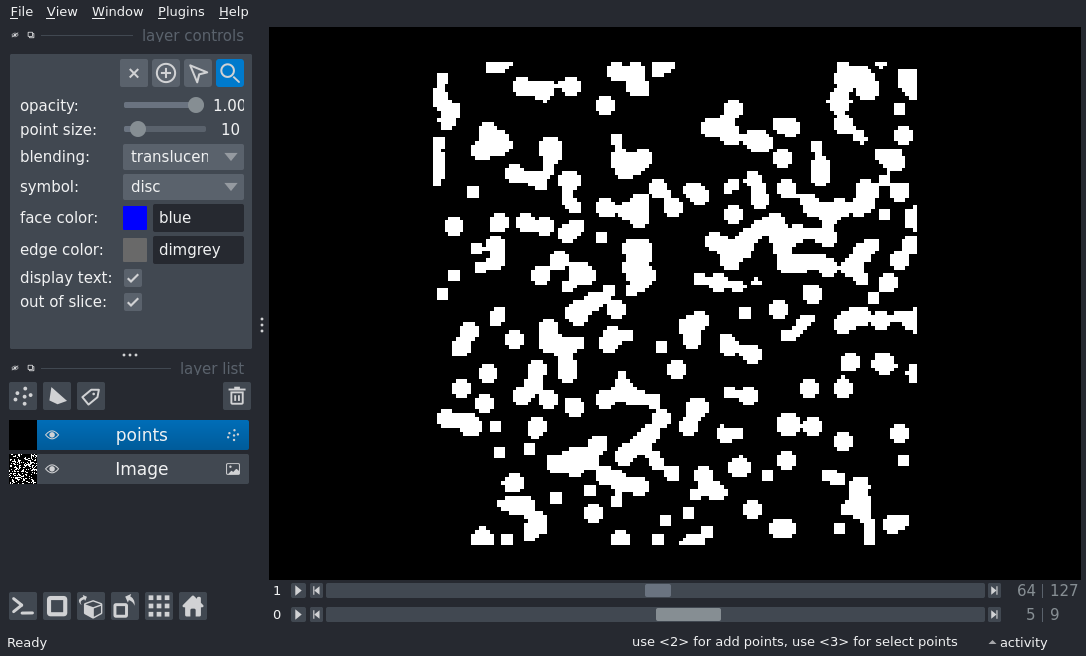 File View Window Plugins Help
layer controls
opacity: 1.00
point size: 10
blending: translucen
symbol: disc
face color: blue
edge color: dimgrey
display text:
out of slice:
layer list
points
Image
1 64 | 127
0 5 | 9
Ready use <2> for add points, use <3> for select points activity